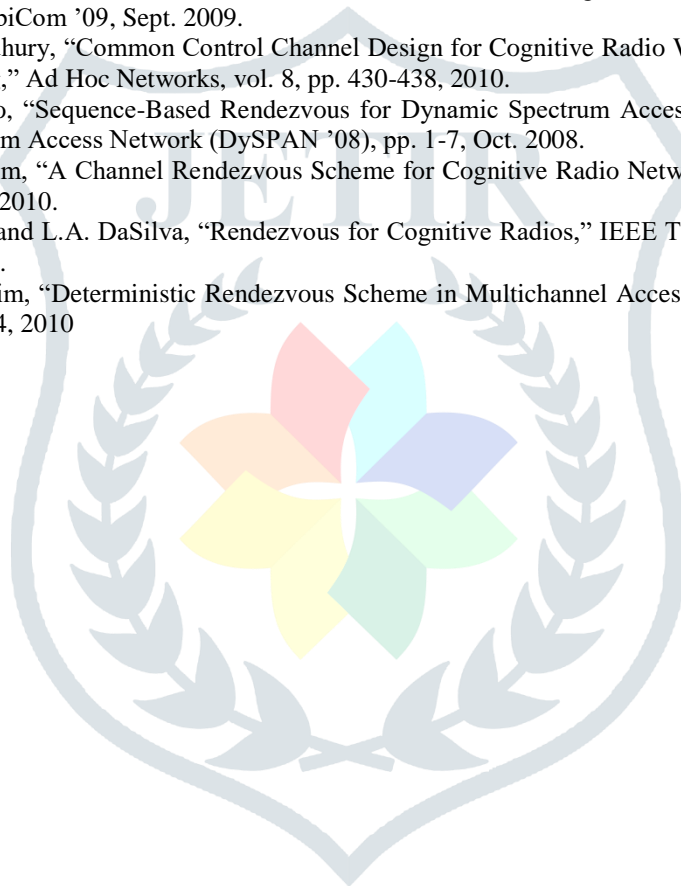 biCom ’09, Sept. 2009.
hury, “Common Control Channel Design for Cognitive Radio
,” Ad Hoc Networks, vol. 8, pp. 430-438, 2010.
o, “Sequence-Based Rendezvous for Dynamic Spectrum Acces
m Access Network (DySPAN ’08), pp. 1-7, Oct. 2008.
m, “A Channel Rendezvous Scheme for Cognitive Radio Netw
2010.
and L.A. DaSilva, “Rendezvous for Cognitive Radios,” IEEE T
.
im, “Deterministic Rendezvous Scheme in Multichannel Acces
4, 2010
JETIR